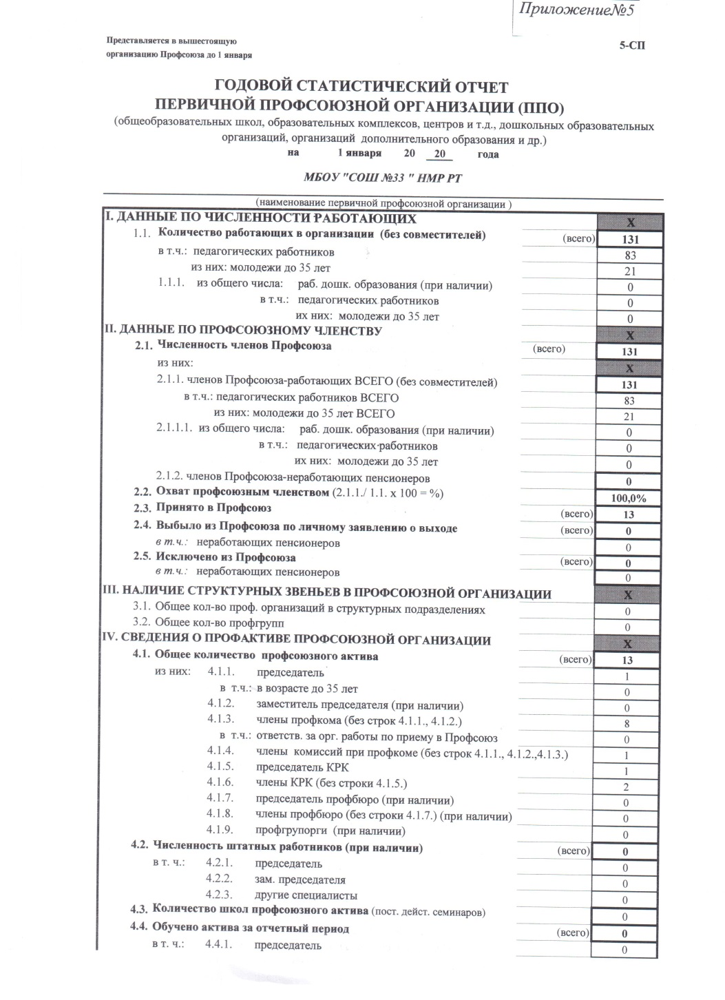 Приложение№5
Представляется в вышестоящую
организацию Профсоюза до 1 января
5-СП
ГОДОВОЙ СТАТИСТИЧЕСКИЙ ОТЧЕТ
ПЕРВИЧНОЙ ПРОФСОЮЗНОЙ ОРГАНИЗАЦИИ (ППО)
(общеобразовательных школ, образовательных комплексов, центров и т.д., дошкольных образовательных
организаций, организаций дополнительного образования и др.)
на 1 января 20 20 года
МБОУ "СОШ №33 " НМР РТ
(наименование первичной профсоюзной организации )
I. ДАННЫЕ ПО ЧИСЛЕННОСТИ РАБОТАЮЩИХ X
1.1. Количество работающих в организации (без совместителей) (всего) 131
в т.ч.: педагогических работников 83
из них: молодежи до 35 лет 21
1.1.1. из общего числа: раб. дошк. образования (при наличии) 0
в т.ч.: педагогических работников 0
их них: молодежи до 35 лет 0
II. ДАННЫЕ ПО ПРОФСОЮЗНОМУ ЧЛЕНСТВУ X
2.1. Численность членов Профсоюза (всего) 131
из них: X
2.1.1. членов Профсоюза-работающих ВСЕГО (без совместителей) 131
в т.ч.: педагогических работников ВСЕГО 83
из них: молодежи до 35 лет ВСЕГО 21
2.1.1.1. из общего числа: раб. дошк. образования (при наличии) 0
в т.ч.: педагогических работников 0
их них: молодежи до 35 лет 0
2.1.2. членов Профсоюза-неработающих пенсионеров 0
2.2. Охват профсоюзным членством (2.1.1./ 1.1. х 100 = %) 100,0%
2.3. Принято в Профсоюз (всего) 13
2.4. Выбыло из Профсоюза по личному заявлению о выходе (всего) 0
в т.ч.: неработающих пенсионеров 0
2.5. Исключено из Профсоюза (всего) 0
в т.ч.: неработающих пенсионеров 0
III. НАЛИЧИЕ СТРУКТУРНЫХ ЗВЕНЬЕВ В ПРОФСОЮЗНОЙ ОРГАНИЗАЦИИ X
3.1. Общее кол-во проф. организаций в структурных подразделениях 0
3.2. Общее кол-во профгрупп 0
IV. СВЕДЕНИЯ О ПРОФАКТИВЕ ПРОФСОЮЗНОЙ ОРГАНИЗАЦИИ X
4.1. Общее количество профсоюзного актива (всего) 13
из них: 4.1.1. председатель 1
в т.ч.: в возрасте до 35 лет 0
4.1.2. заместитель председателя (при наличии) 0
4.1.3. члены профкома (без строк 4.1.1., 4.1.2.) 8
в т.ч.: ответств. за орг. работы по приему в Профсоюз 0
4.1.4. члены комиссий при профкоме (без строк 4.1.1., 4.1.2.,4.1.3.) 1
4.1.5. председатель КРК 1
4.1.6. члены КРК (без строки 4.1.5.) 2
4.1.7. председатель профбюро (при наличии) 0
4.1.8. члены профбюро (без строки 4.1.7.) (при наличии) 0
4.1.9. профгрупорги (при наличии) 0
4.2. Численность штатных работников (при наличии) (всего) 0
в т. ч.: 4.2.1. председатель 0
4.2.2. зам. председателя 0
4.2.3. другие специалисты 0
4.3. Количество школ профсоюзного актива (пост. дейст. семинаров) 0
4.4. Обучено актива за отчетный период (всего) 0
в т. ч.: 4.4.1. председатель 0